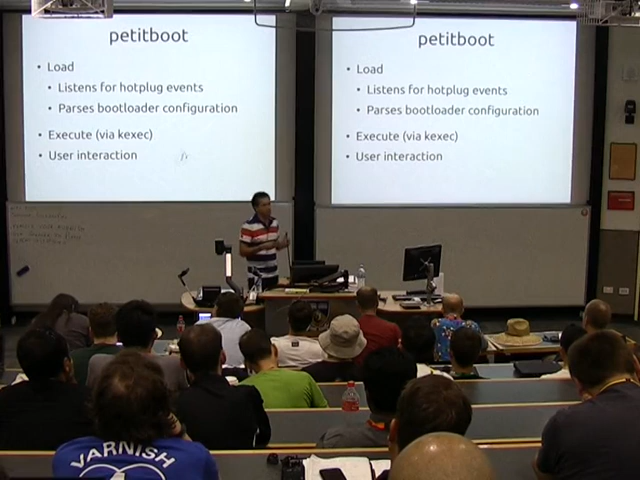 petitboot
• Load
• Listens for hotplug events
• Parses bootloader configuration
• Execute (via kexec)
• User interaction
petitboot
• Load
• Listens for hotplug events
• Parses bootloader configuration
• Execute (via kexec)
• User interaction
VARNISH